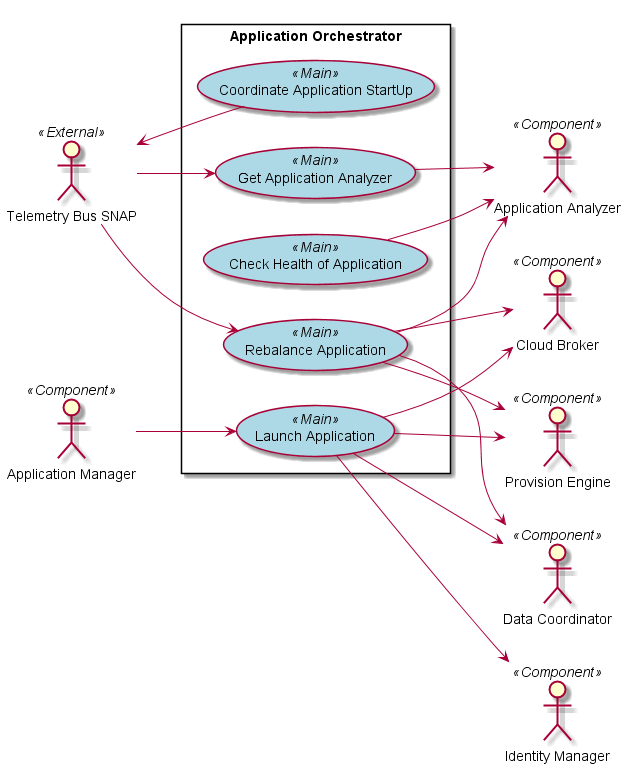 Application Orchestrator
«Main»
Coordinate Application StartUp
«External»
Telemetry Bus SNAP
«Main»
Get Application Analyzer
«Component»
Application Analyzer
«Main»
Check Health of Application
«Component»
Cloud Broker
«Main»
Rebalance Application
«Component»
Application Manager
«Main»
Launch Application
«Component»
Provision Engine
«Component»
Data Coordinator
«Component»
Identity Manager